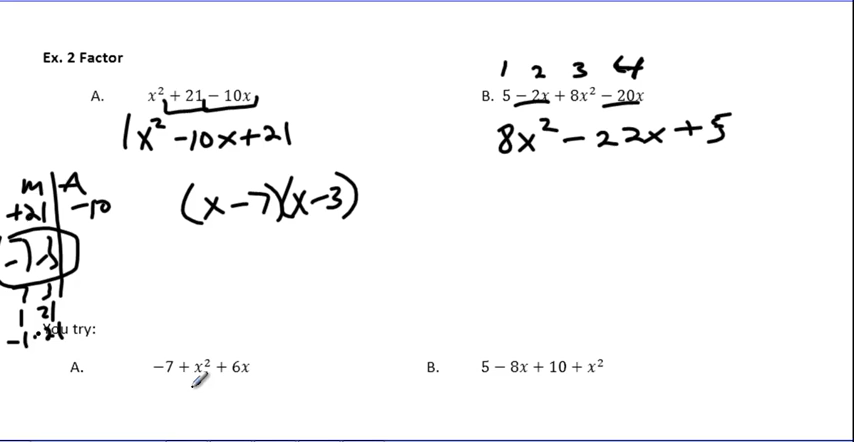 Ex. 2 Factor
1 2 3 4
A. x² + 21 − 10x
B. 5 − 2x + 8x² − 20x
1x² −10x+21
8x² − 22x + 5
m A
+21 −10
(x−7)(x−3)
−7 −3
7 3
1 21
−1 · −21
You try:
A. −7 + x² + 6x
B. 5 − 8x + 10 + x²